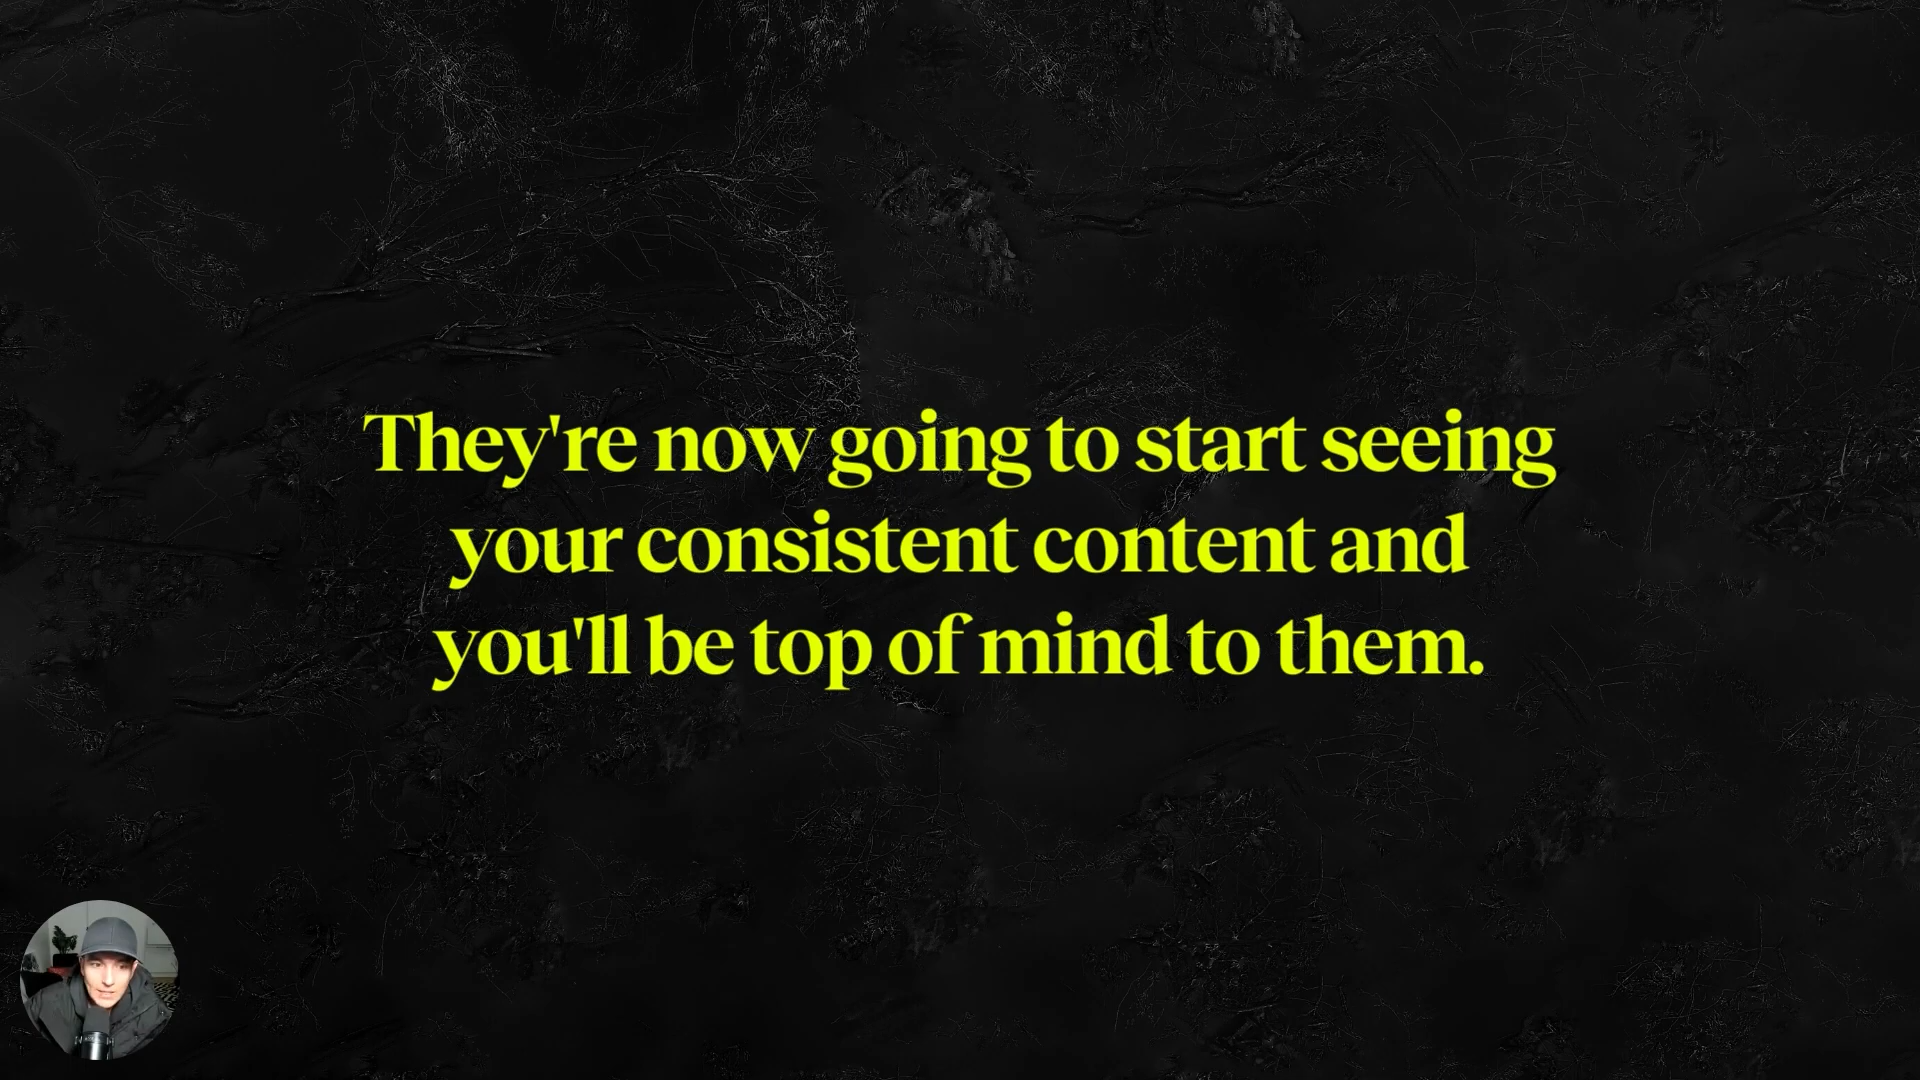 They're now going to start seeing
your consistent content and
you'll be top of mind to them.